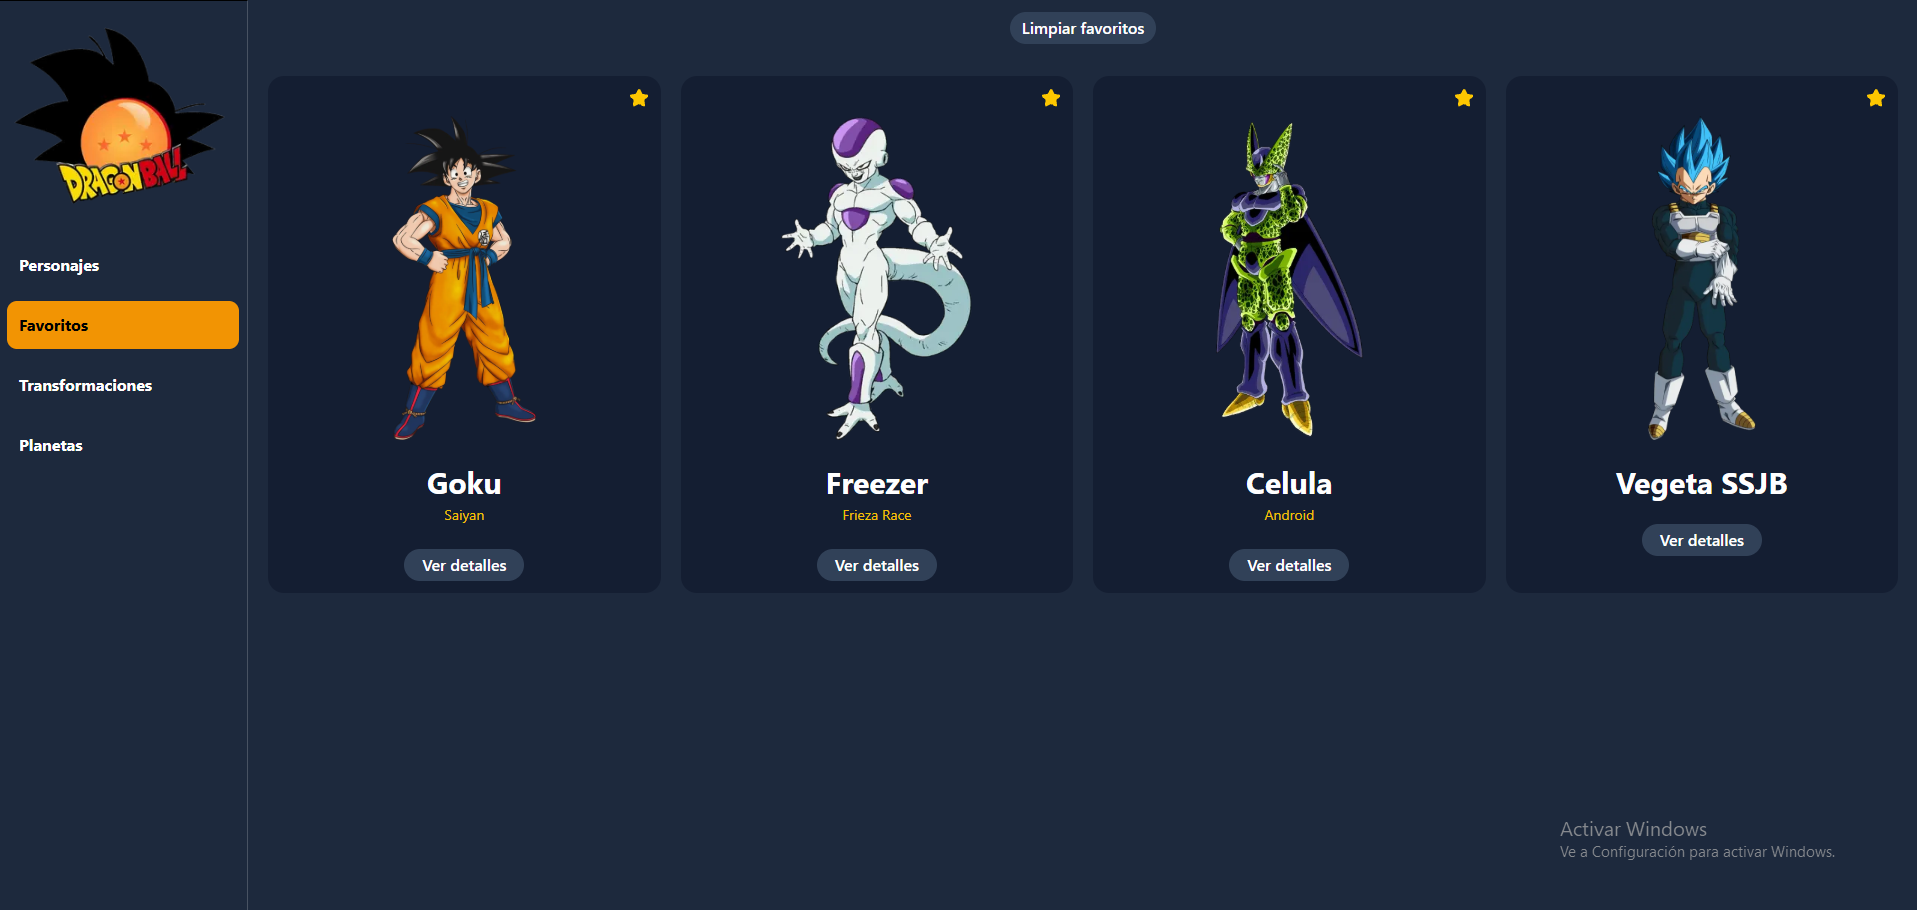 DRAGON BALL
Personajes
Favoritos
Transformaciones
Planetas
Limpiar favoritos
Goku
Saiyan
Ver detalles
Freezer
Frieza Race
Ver detalles
Celula
Android
Ver detalles
Vegeta SSJB
Ver detalles
Activar Windows
Ve a Configuración para activar Windows.